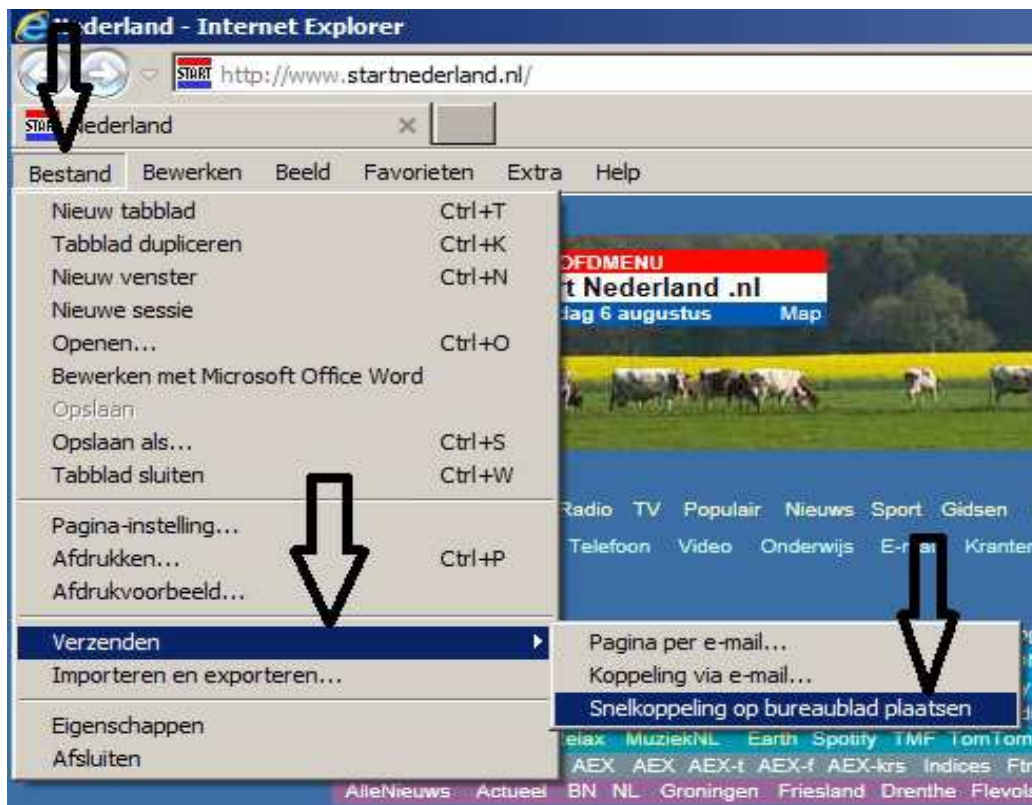 Nederland - Internet Explorer
START http://www.startnederland.nl/
START Nederland
Bestand Bewerken Beeld Favorieten Extra Help
Nieuw tabblad Ctrl+T
Tabblad dupliceren Ctrl+K
Nieuw venster Ctrl+N
Nieuwe sessie
Openen... Ctrl+O
Bewerken met Microsoft Office Word
Opslaan
Opslaan als... Ctrl+S
Tabblad sluiten Ctrl+W
Pagina-instelling...
Afdrukken... Ctrl+P
Afdrukvoorbeeld...
Verzenden
Importeren en exporteren...
Eigenschappen
Afsluiten
Pagina per e-mail...
Koppeling via e-mail...
Snelkoppeling op bureaublad plaatsen
OFDMENU
t Nederland .nl
dag 6 augustus Map
Radio TV Populair Nieuws Sport Gidsen
Telefoon Video Onderwijs E-mail Kranten
elax MuziekNL Earth Spotify TMF TomTom
AEX AEX AEX-t AEX-f AEX-krs Indices
AlleNieuws Actueel BN NL Groningen Friesland Drenthe